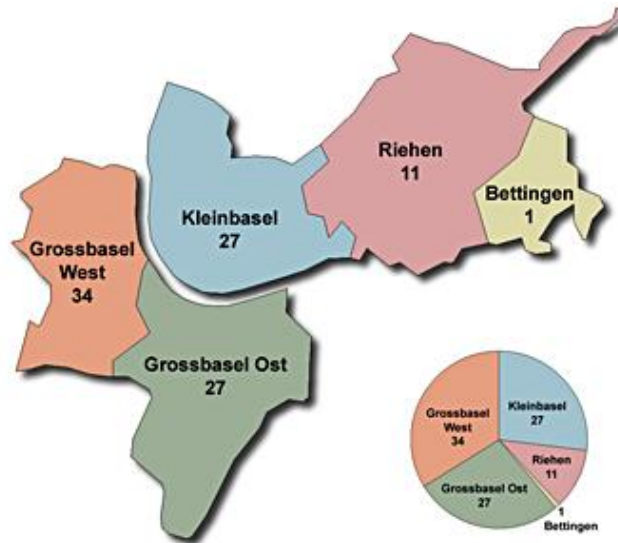 Riehen
11
Bettingen
1
Kleinbasel
27
Grossbasel
West
34
Grossbasel Ost
27
Kleinbasel
27
Grossbasel
West
34
Riehen
11
Grossbasel Ost
27
1
Bettingen